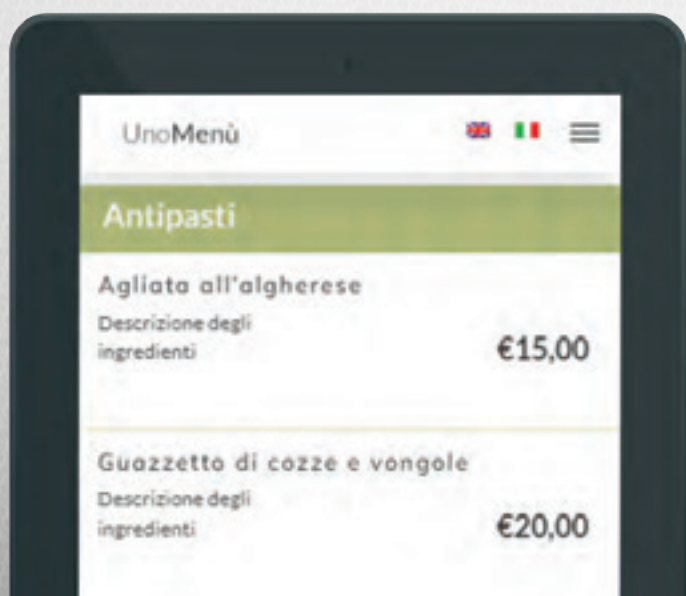 UnoMenù
Antipasti
Agliata all'algherese
Descrizione degli
ingredienti
€15,00
Guazzetto di cozze e vongole
Descrizione degli
ingredienti
€20,00